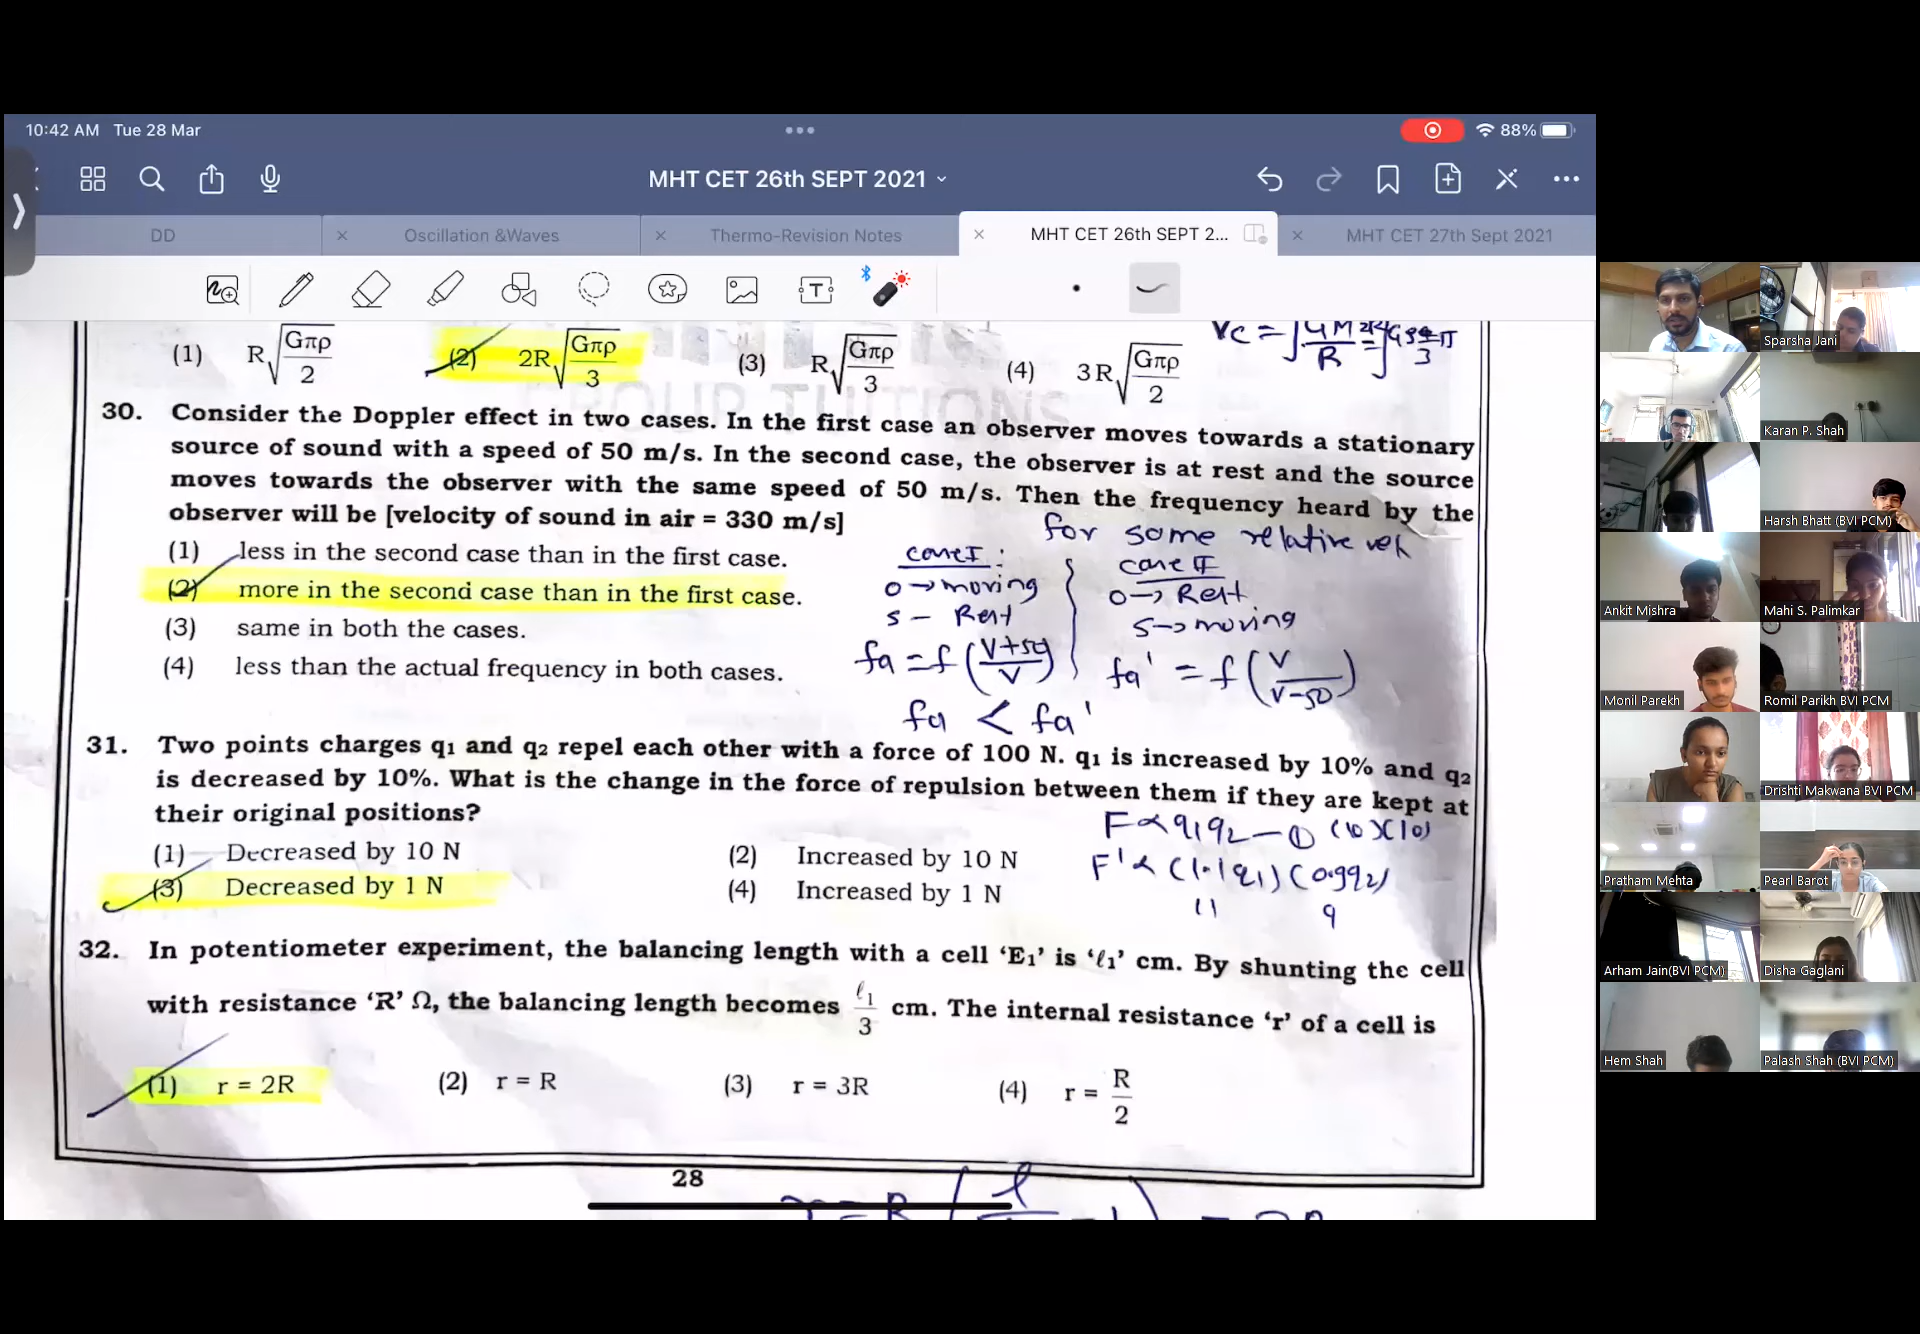 10:42 AM Tue 28 Mar
88%
MHT CET 26th SEPT 2021
DD
Oscillation &Waves
Thermo-Revision Notes
MHT CET 26th SEPT 2...
MHT CET 27th Sept 2021
(1) R√(Gπρ/2) (2) 2R√(Gπρ/3) (3) R√(Gπρ/3) (4) 3R√(Gπρ/2)
GROUP TUITIONS
30. Consider the Doppler effect in two cases. In the first case an observer moves towards a stationary
source of sound with a speed of 50 m/s. In the second case, the observer is at rest and the source
moves towards the observer with the same speed of 50 m/s. Then the frequency heard by the
observer will be [velocity of sound in air = 330 m/s]
for some relative vel
(1) less in the second case than in the first case.
(2) more in the second case than in the first case.
(3) same in both the cases.
(4) less than the actual frequency in both cases.
case I :
O → moving
S - Rest
fa = f (V+50/V)
case II
O → Rest
S → moving
fa' = f (V/V-50)
fa < fa'
31. Two points charges q1 and q2 repel each other with a force of 100 N. q1 is increased by 10% and q2
is decreased by 10%. What is the change in the force of repulsion between them if they are kept at
their original positions?
(1) Decreased by 10 N (2) Increased by 10 N
(3) Decreased by 1 N (4) Increased by 1 N
F ∝ q1q2 - ① (10)(10)
F' ∝ (1.1q1)(0.9q2)
11 9
32. In potentiometer experiment, the balancing length with a cell ‘E1’ is ‘ℓ1’ cm. By shunting the cell
with resistance ‘R’ Ω, the balancing length becomes ℓ1/3 cm. The internal resistance ‘r’ of a cell is
(1) r = 2R (2) r = R (3) r = 3R (4) r = R/2
28
Sparsha Jani
Karan P. Shah
Harsh Bhatt (BVI PCM)
Ankit Mishra
Mahi S. Palimkar
Monil Parekh
Romil Parikh BVI PCM
Drishti Makwana BVI PCM
Pratham Mehta
Pearl Barot
Arham Jain(BVI PCM)
Disha Gaglani
Hem Shah
Palash Shah (BVI PCM)